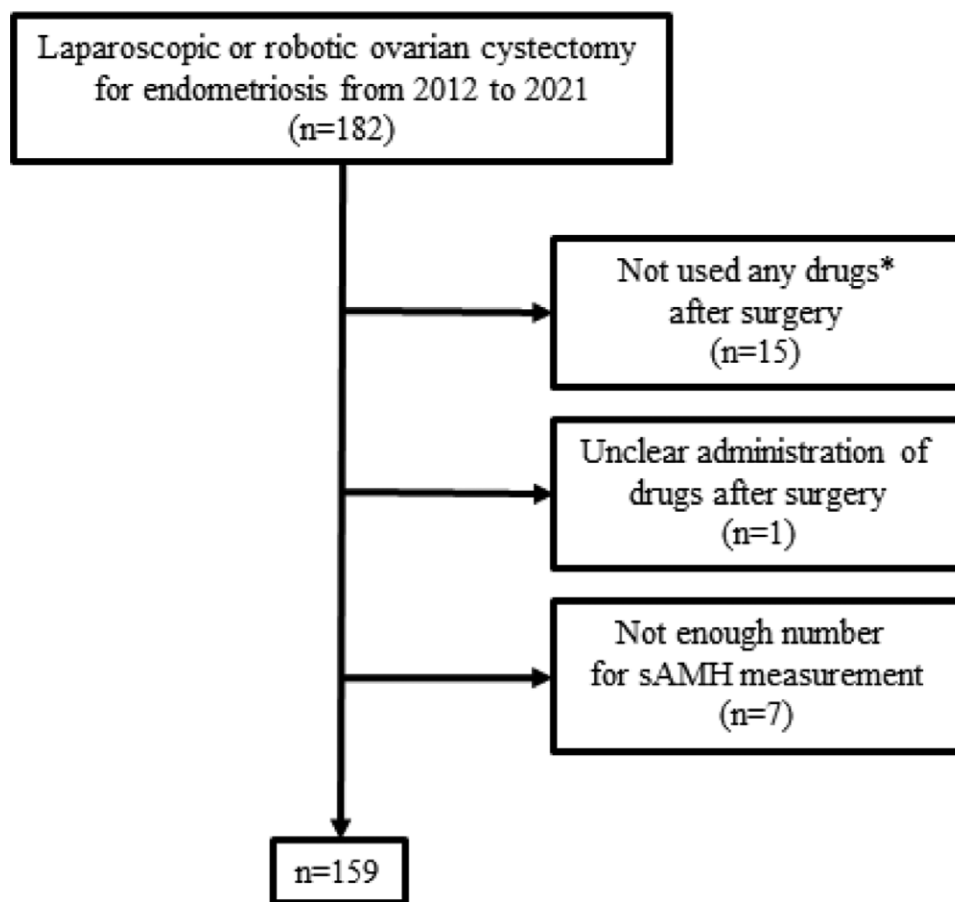 Laparoscopic or robotic ovarian cystectomy
for endometriosis from 2012 to 2021
(n=182)
Not used any drugs*
after surgery
(n=15)
Unclear administration of
drugs after surgery
(n=1)
Not enough number
for sAMH measurement
(n=7)
n=159